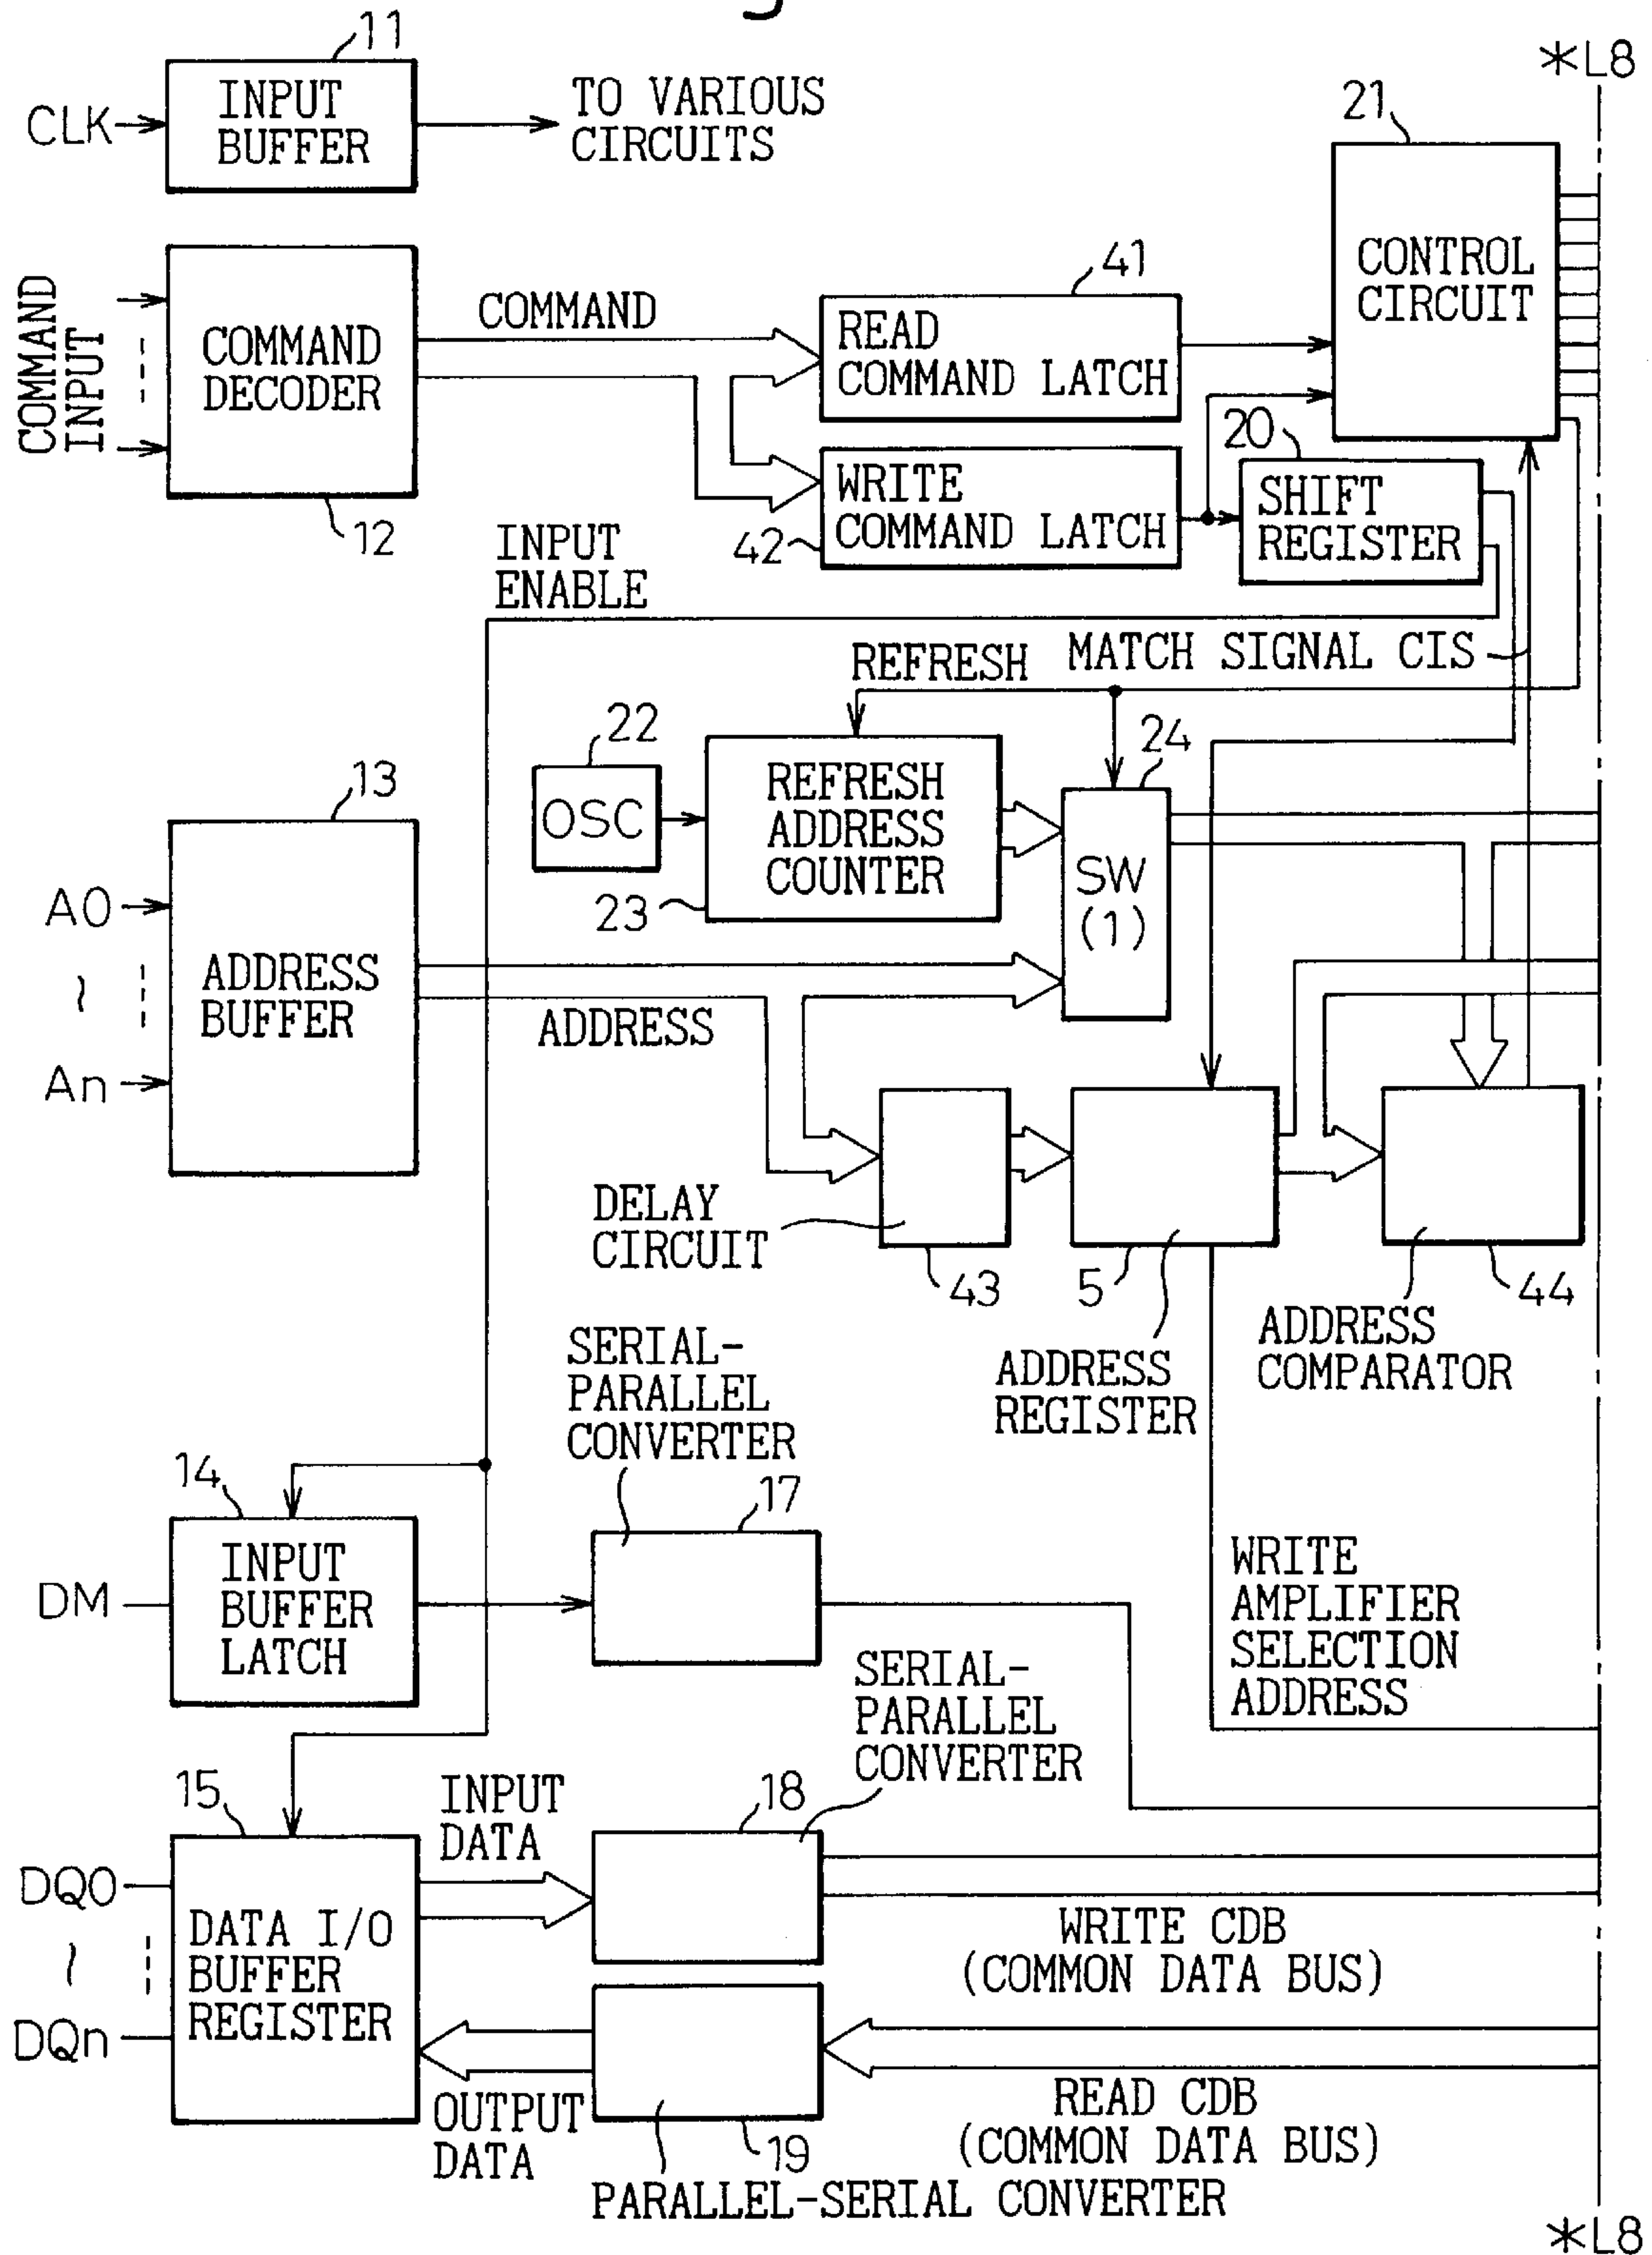 *L8
11
CLK
INPUT
BUFFER
TO VARIOUS
CIRCUITS
21
CONTROL
CIRCUIT
COMMAND
INPUT
COMMAND
DECODER
12
COMMAND
41
READ
COMMAND LATCH
WRITE
COMMAND LATCH
42
20
SHIFT
REGISTER
INPUT
ENABLE
REFRESH
MATCH SIGNAL CIS
22
OSC
REFRESH
ADDRESS
COUNTER
23
24
SW
(1)
13
A0
~
An
ADDRESS
BUFFER
ADDRESS
DELAY
CIRCUIT
43
5
ADDRESS
REGISTER
44
ADDRESS
COMPARATOR
SERIAL-
PARALLEL
CONVERTER
14
17
DM
INPUT
BUFFER
LATCH
WRITE
AMPLIFIER
SELECTION
ADDRESS
SERIAL-
PARALLEL
CONVERTER
15
INPUT
DATA
18
DQ0
~
DQn
DATA I/O
BUFFER
REGISTER
WRITE CDB
(COMMON DATA BUS)
OUTPUT
DATA
19
READ CDB
(COMMON DATA BUS)
PARALLEL-SERIAL CONVERTER
*L8